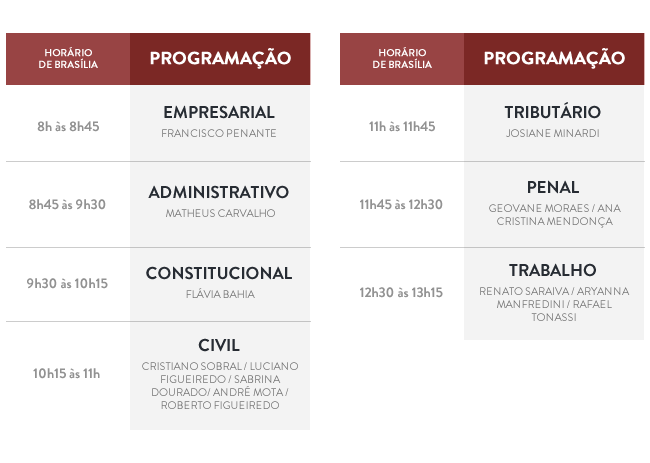 HORÁRIO
DE BRASÍLIA
PROGRAMAÇÃO
8h às 8h45
EMPRESARIAL
FRANCISCO PENANTE
8h45 às 9h30
ADMINISTRATIVO
MATHEUS CARVALHO
9h30 às 10h15
CONSTITUCIONAL
FLÁVIA BAHIA
10h15 às 11h
CIVIL
CRISTIANO SOBRAL / LUCIANO
FIGUEIREDO / SABRINA
DOURADO/ ANDRÉ MOTA /
ROBERTO FIGUEIREDO
HORÁRIO
DE BRASÍLIA
PROGRAMAÇÃO
11h às 11h45
TRIBUTÁRIO
JOSIANE MINARDI
11h45 às 12h30
PENAL
GEOVANE MORAES / ANA
CRISTINA MENDONÇA
12h30 às 13h15
TRABALHO
RENATO SARAIVA / ARYANNA
MANFREDINI / RAFAEL
TONASSI